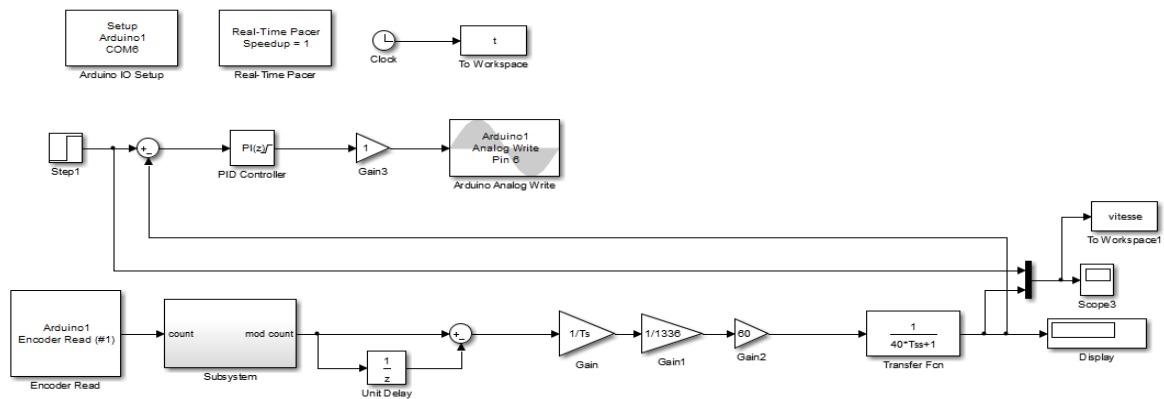 Setup
Arduino1
COM6
Arduino IO Setup
Real-Time Pacer
Speedup = 1
Real-Time Pacer
Clock
t
To Workspace
Step1
+
-
PI(z)
PID Controller
1
Gain3
Arduino1
Analog Write
Pin 6
Arduino Analog Write
vitesse
To Workspace1
Scope3
Arduino1
Encoder Read (#1)
Encoder Read
count
mod count
Subsystem
1
z
Unit Delay
+
-
1/Ts
Gain
1/1336
Gain1
60
Gain2
1
40*Tss+1
Transfer Fcn
Display